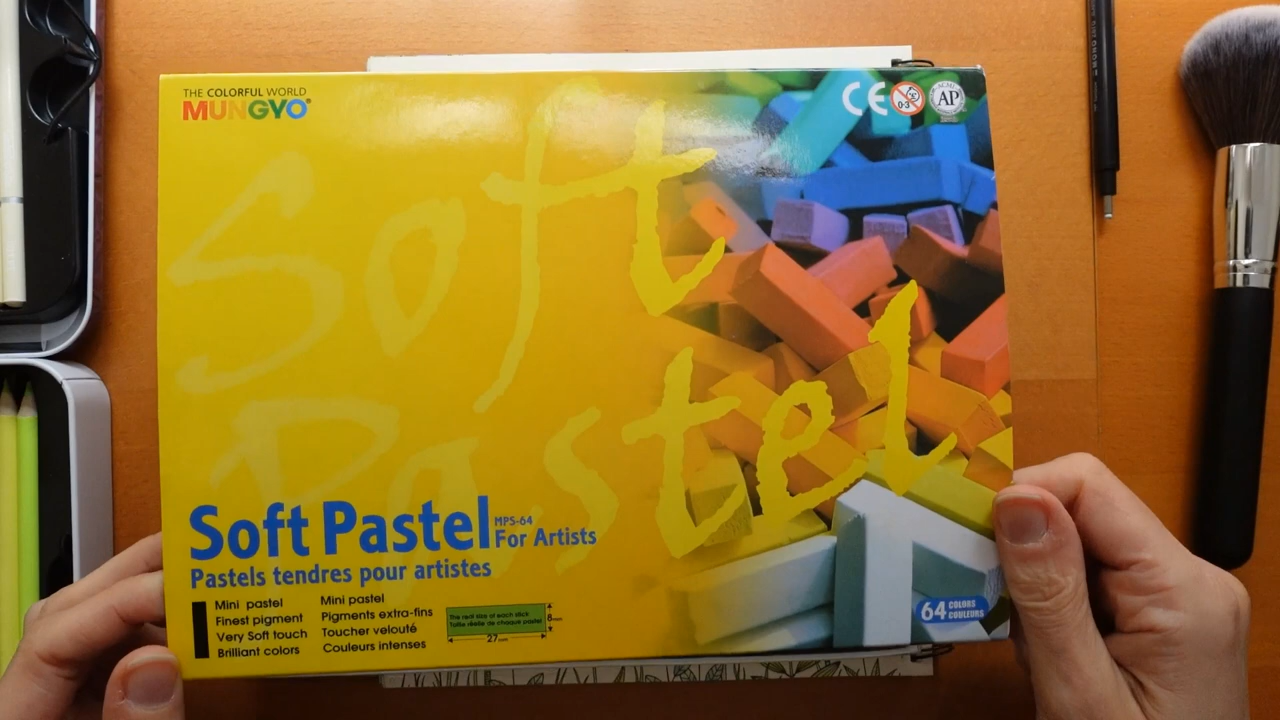 THE COLORFUL WORLD
MUNGYO
CE
0-3
AP
Soft
Pastel
Soft Pastel MPS-64 For Artists
Pastels tendres pour artistes
Mini pastel
Finest pigment
Very Soft touch
Brilliant colors
Mini pastel
Pigments extra-fins
Toucher velouté
Couleurs intenses
The real size of each stick
Taille réelle de chaque pastel
8mm
27mm
64 COLORS
COULEURS